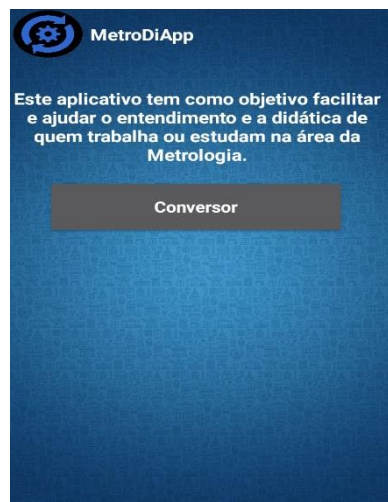 MetroDiApp
Este aplicativo tem como objetivo facilitar
e ajudar o entendimento e a didática de
quem trabalha ou estudam na área da
Metrologia.
Conversor